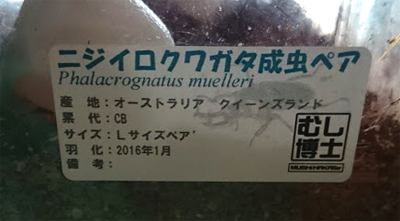 ニジイロクワガタ成虫ペア
Phalacrognatus muelleri
産 地：オーストラリア クイーンズランド
累 代：CB
サイズ：Lサイズペア
羽 化：2016年1月
備 考：
むし
博士
MUSHIHAKASE